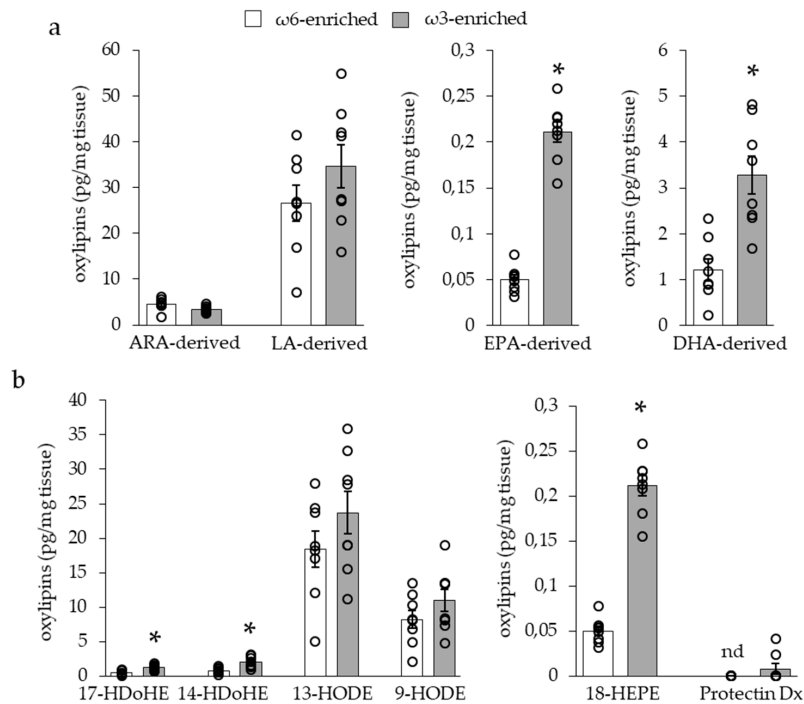 ω6-enriched ω3-enriched
a
oxylipins (pg/mg tissue)
60
50
40
30
20
10
0
ARA-derived LA-derived
oxylipins (pg/mg tissue)
0,3
0,25
0,2
0,15
0,1
0,05
0
*
EPA-derived
oxylipins (pg/mg tissue)
6
5
4
3
2
1
0
*
DHA-derived
b
oxylipins (pg/mg tissue)
40
35
30
25
20
15
10
5
0
* *
17-HDoHE 14-HDoHE 13-HODE 9-HODE
oxylipins (pg/mg tissue)
0,3
0,25
0,2
0,15
0,1
0,05
0
*
nd
18-HEPE Protectin Dx